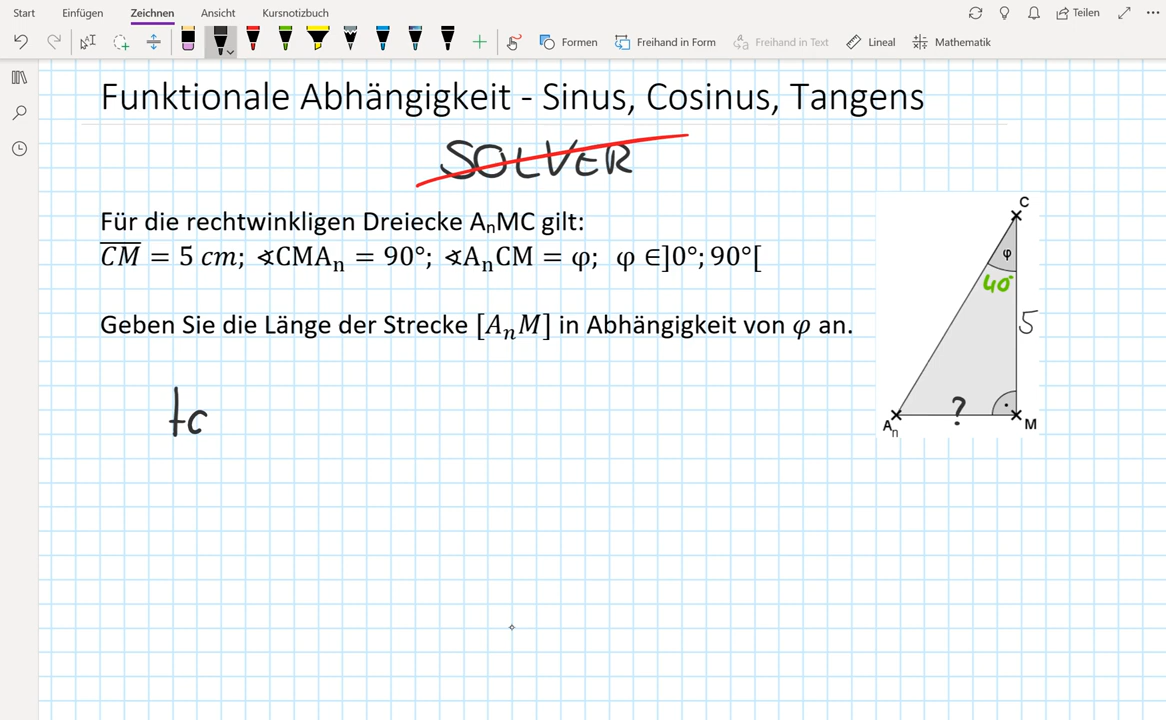 Start Einfügen Zeichnen Ansicht Kursnotizbuch Teilen
Formen Freihand in Form Freihand in Text Lineal Mathematik
Funktionale Abhängigkeit - Sinus, Cosinus, Tangens
SOLVER
Für die rechtwinkligen Dreiecke AₙMC gilt:
C̅M̅ = 5 cm; ∢CMAₙ = 90°; ∢AₙCM = φ; φ ∈]0°; 90°[
Geben Sie die Länge der Strecke [AₙM] in Abhängigkeit von φ an.
C
φ
40°
5
?
Aₙ
M
tc